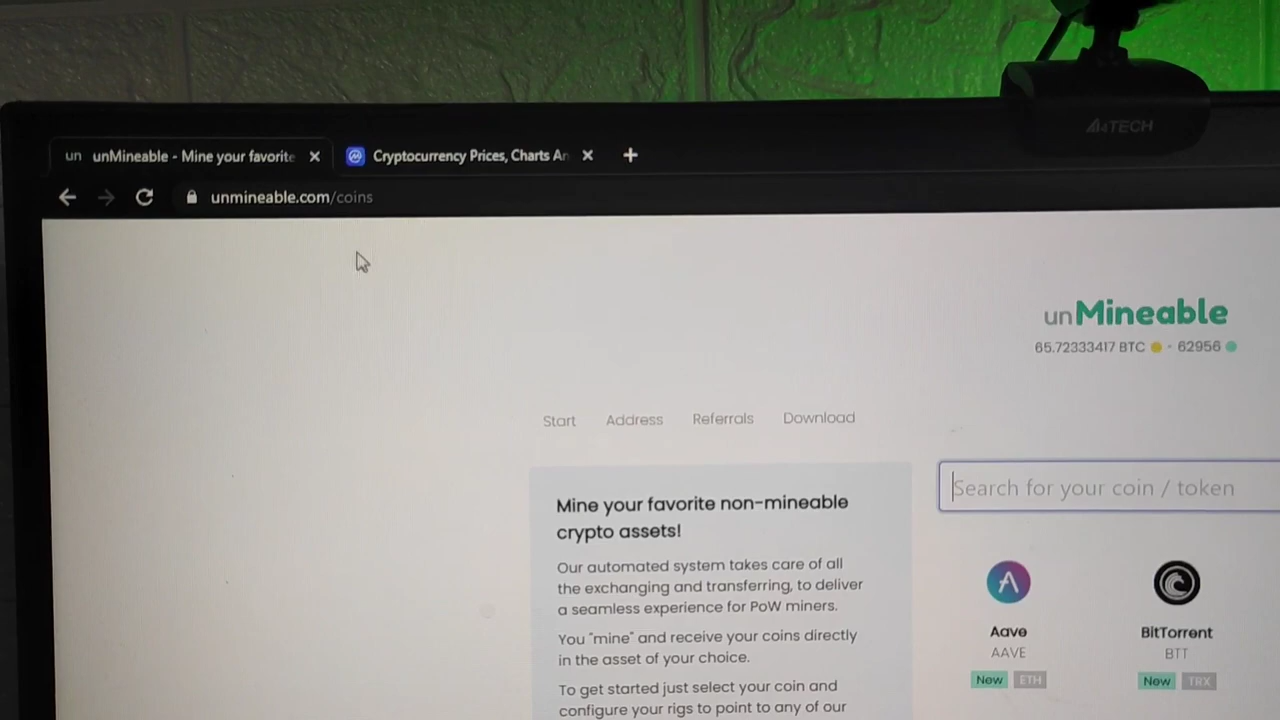 A4TECH
un unMineable - Mine your favorite
Cryptocurrency Prices, Charts An
unmineable.com/coins
unMineable
65.72333417 BTC - 62956
Start Address Referrals Download
Mine your favorite non-mineable
crypto assets!
Our automated system takes care of all
the exchanging and transferring, to deliver
a seamless experience for PoW miners.
You "mine" and receive your coins directly
in the asset of your choice.
To get started just select your coin and
configure your rigs to point to any of our
Search for your coin / token
Aave
AAVE
New ETH
BitTorrent
BTT
New TRX